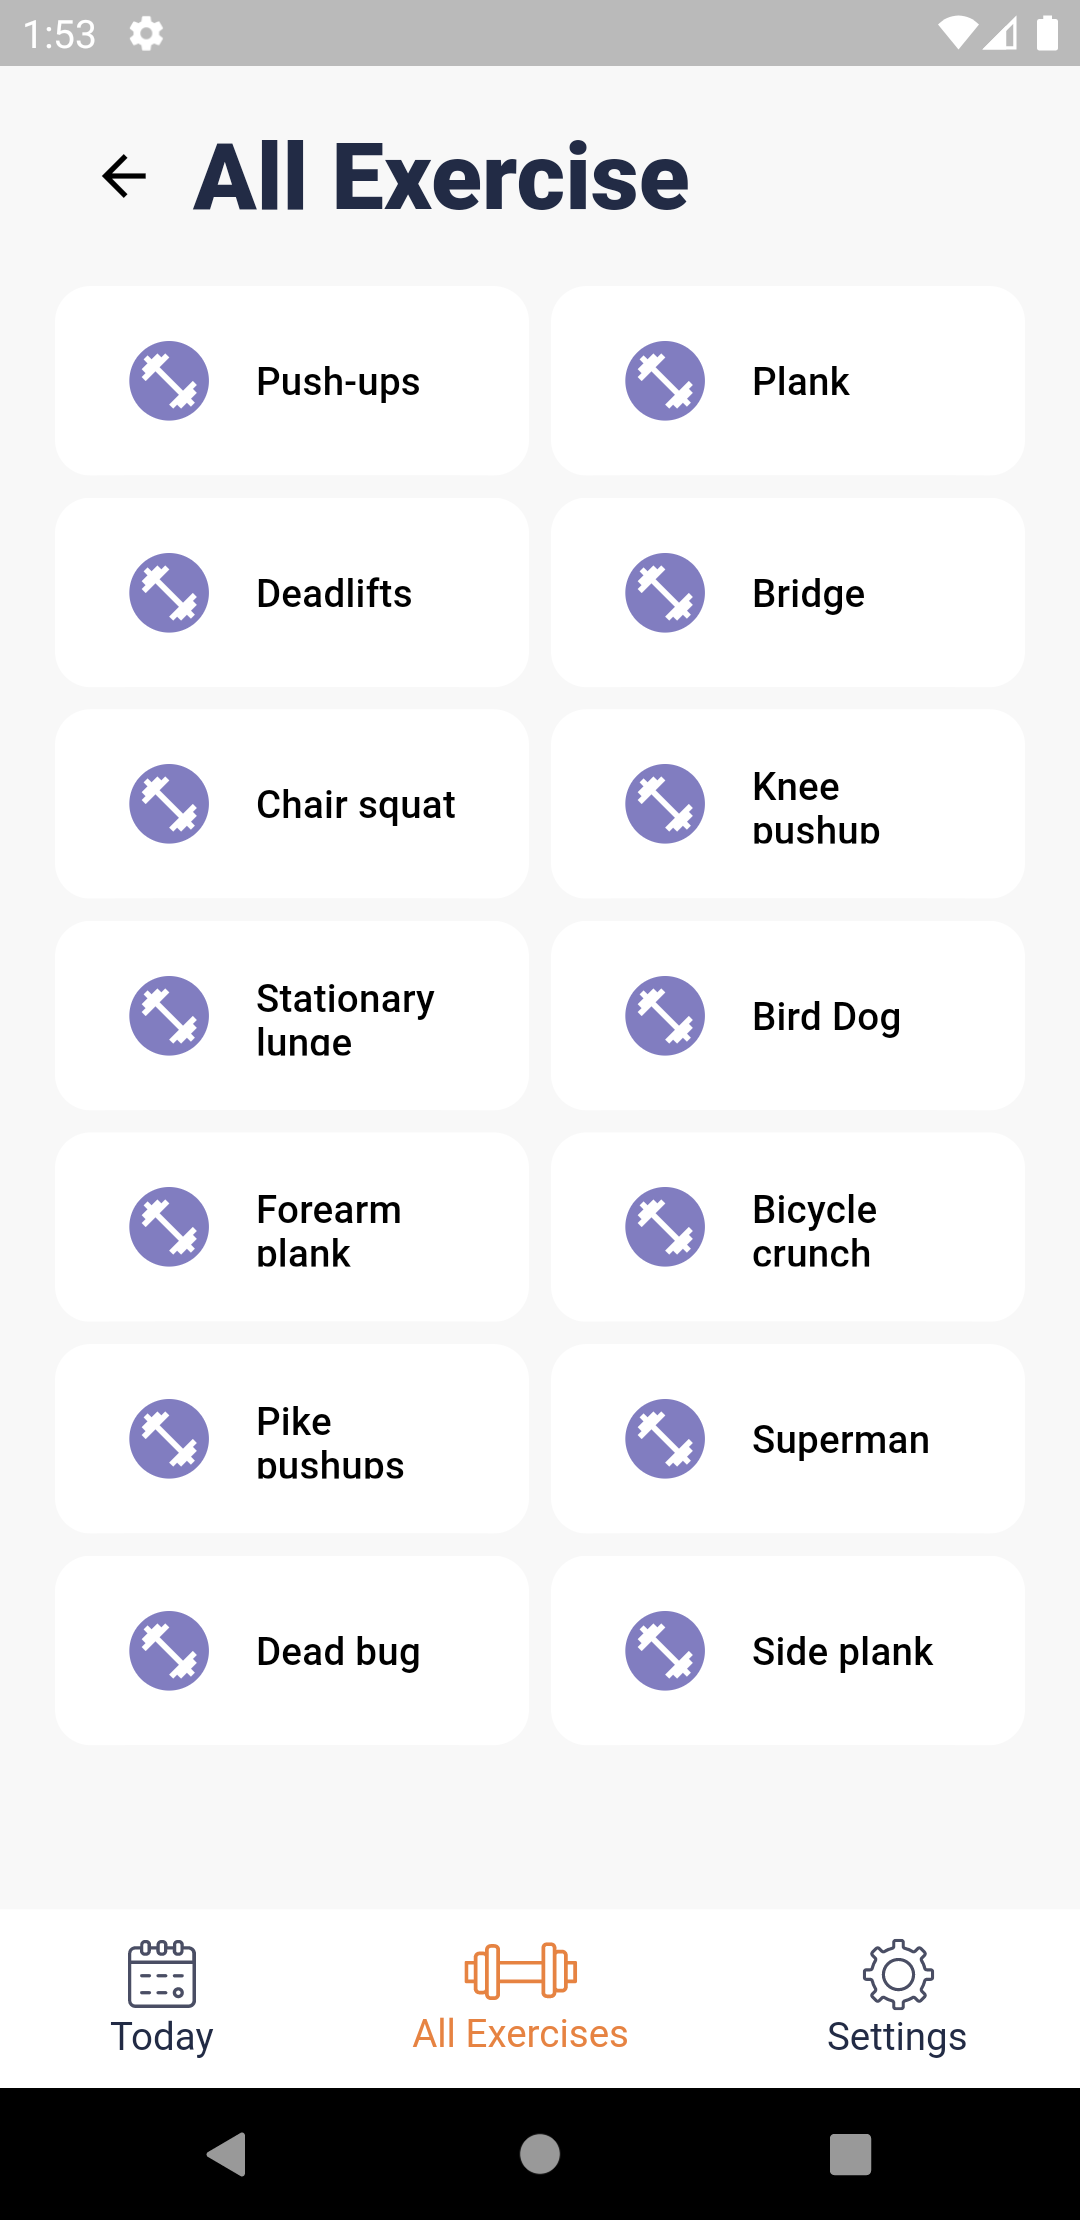 1:53
All Exercise
Push-ups
Plank
Deadlifts
Bridge
Chair squat
Knee
pushup
Stationary
lunge
Bird Dog
Forearm
plank
Bicycle
crunch
Pike
pushups
Superman
Dead bug
Side plank
Today
All Exercises
Settings